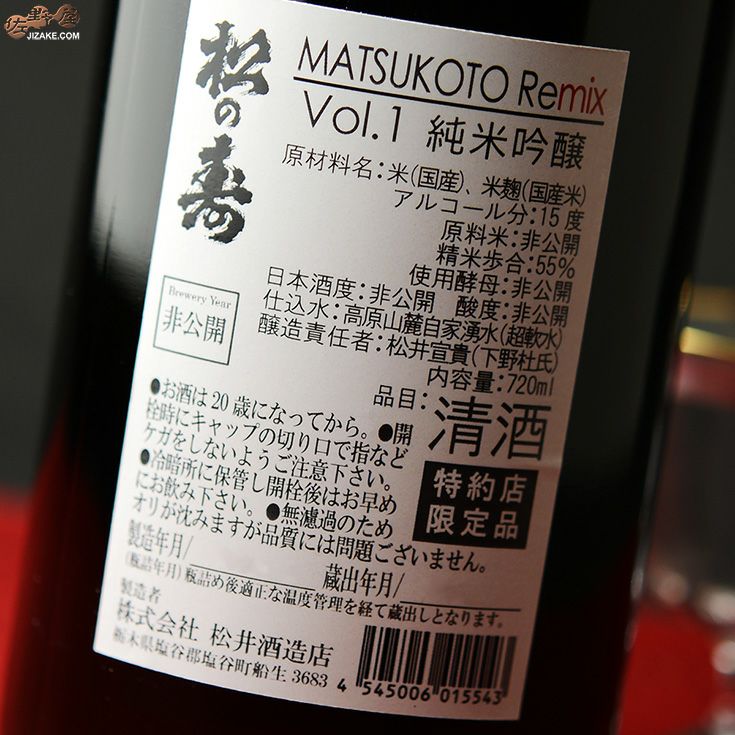 佐野屋
JIZAKE.COM
松の寿
MATSUKOTO Remix
Vol.1 純米吟醸
原材料名：米(国産)、米麹(国産米)
アルコール分：15度
原料米：非公開
精米歩合：55%
使用酵母：非公開
日本酒度：非公開 酸度：非公開
仕込水：高原山麓自家湧水(超軟水)
醸造責任者：松井宣貴(下野杜氏)
内容量：720ml
品目：清酒
Brewery Year
非公開
特約店
限定品
●お酒は20歳になってから。●開
栓時にキャップの切り口で指など
ケガをしないようご注意下さい。
●冷暗所に保管し開栓後はお早め
にお飲み下さい。●無濾過のため
オリが沈みますが品質には問題ございません。
製造年月/ 蔵出年月/
(瓶詰年月) 瓶詰め後適正な温度管理を経て蔵出しとなります。
製造者
株式会社 松井酒造店
栃木県塩谷郡塩谷町船生3683
4 545006 015543